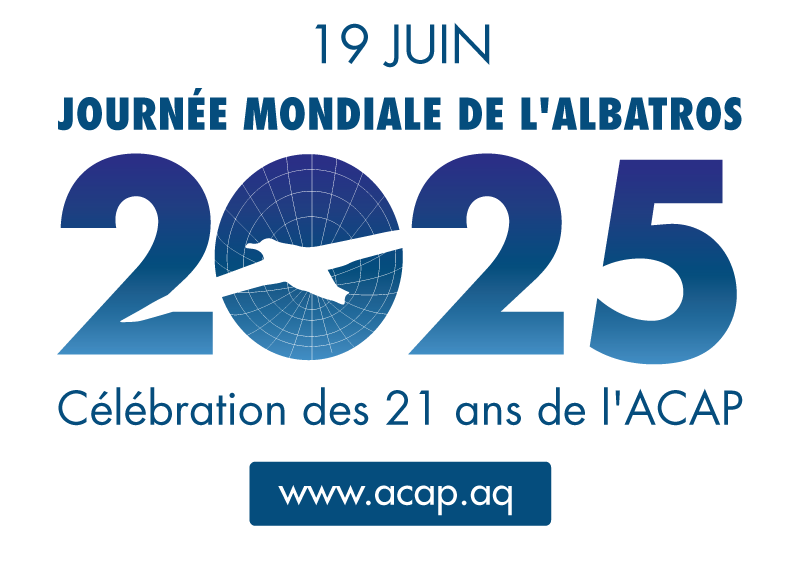 19 JUIN
JOURNÉE MONDIALE DE L'ALBATROS
2025
Célébration des 21 ans de l'ACAP
www.acap.aq